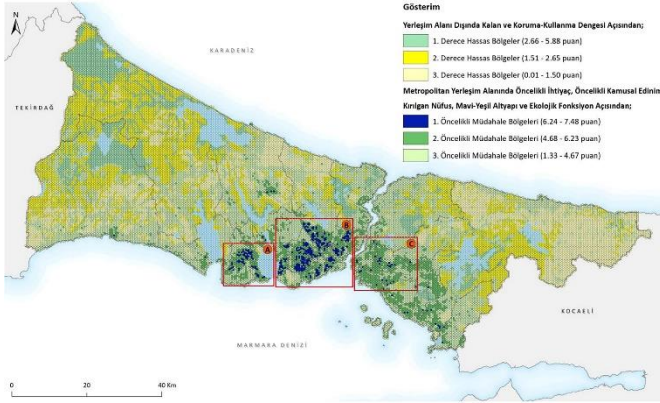 Gösterim
Yerleşim Alanı Dışında Kalan ve Koruma-Kullanma Dengesi Açısından;
1. Derece Hassas Bölgeler (2.66 - 5.88 puan)
2. Derece Hassas Bölgeler (1.51 - 2.65 puan)
3. Derece Hassas Bölgeler (0.01 - 1.50 puan)
Metropolitan Yerleşim Alanında Öncelikli İhtiyaç, Öncelikli Kamusal Edinim
Kırılgan Nüfus, Mavi-Yeşil Altyapı ve Ekolojik Fonksiyon Açısından;
1. Öncelikli Müdahale Bölgeleri (6.24 - 7.48 puan)
2. Öncelikli Müdahale Bölgeleri (4.68 - 6.23 puan)
3. Öncelikli Müdahale Bölgeleri (1.33 - 4.67 puan)
N
KARADENİZ
TEKİRDAĞ
A
B
C
KOCAELİ
MARMARA DENİZİ
0 20 40 Km